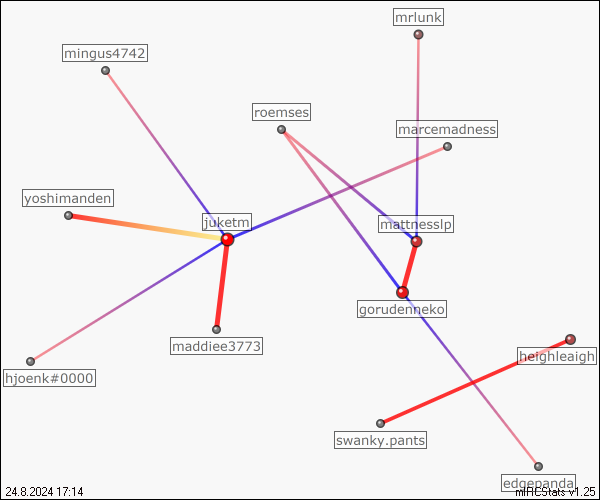 mrlunk
mingus4742
roemses
marcemadness
yoshimanden
juketm
mattnesslp
gorudenneko
maddiee3773
heighleaigh
hjoenk#0000
swanky.pants
edgepanda
24.8.2024 17:14
mIRCStats v1.25